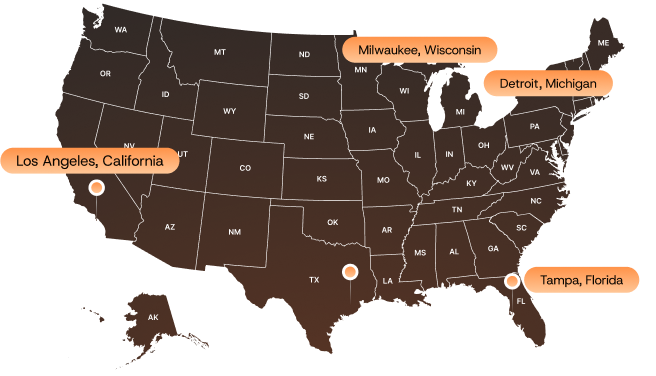 WA
MT
ND
ME
Milwaukee, Wisconsin
MN
OR
ID
SD
WI
Detroit, Michigan
WY
MI
PA
NE
IA
NV
UT
Los Angeles, California
CO
IL
IN
OH
KS
MO
WV
VA
KY
AZ
NM
OK
AR
TN
NC
SC
MS
AL
GA
TX
LA
Tampa, Florida
FL
AK